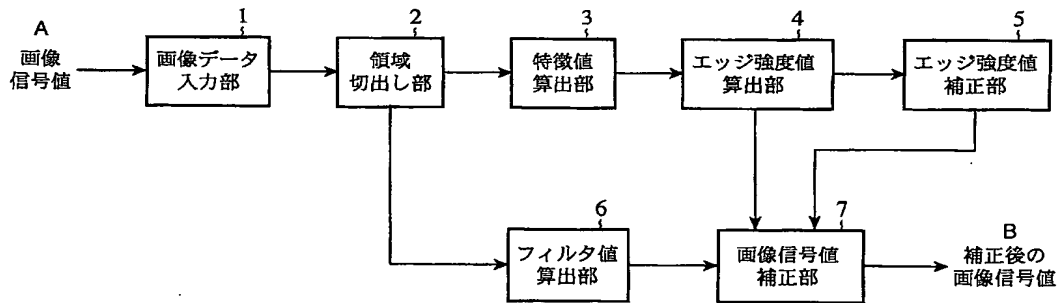 A
画像
信号値
1
画像データ
入力部
2
領域
切出し部
3
特徴値
算出部
4
エッジ強度値
算出部
5
エッジ強度値
補正部
6
フィルタ値
算出部
7
画像信号値
補正部
B
補正後の
画像信号値